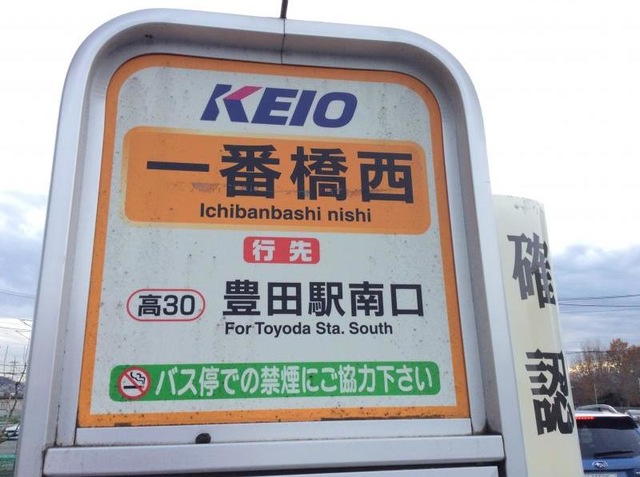 KEIO
一番橋西
Ichibanbashi nishi
行先
高30 豊田駅南口
For Toyoda Sta. South
バス停での禁煙にご協力下さい
確認